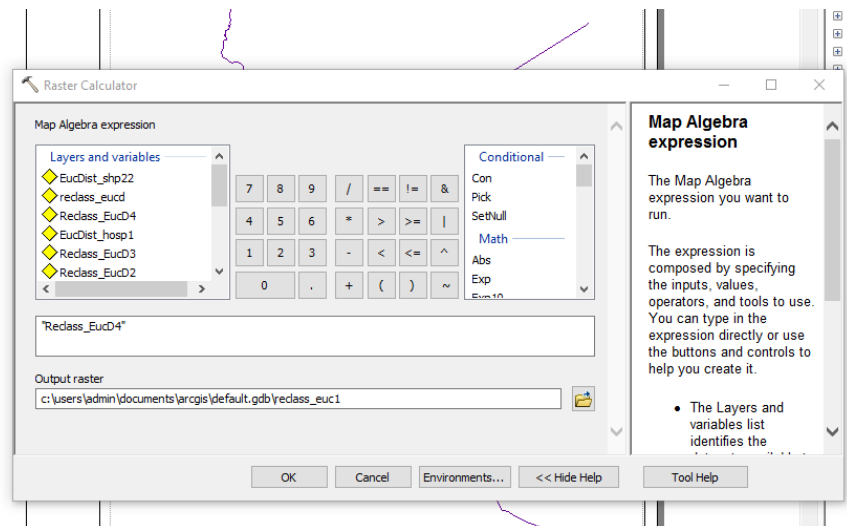 Raster Calculator
Map Algebra expression
Layers and variables
EucDist_shp22
reclass_eucd
Reclass_EucD4
EucDist_hosp1
Reclass_EucD3
Reclass_EucD2
7 8 9 / == != &
4 5 6 * > >= |
1 2 3 - < <= ^
0 . + ( ) ~
Conditional
Con
Pick
SetNull
Math
Abs
Exp
Exp10
"Reclass_EucD4"
Output raster
c:\users\admin\documents\arcgis\default.gdb\reclass_euc1
OK Cancel Environments... << Hide Help Tool Help
Map Algebra
expression
The Map Algebra
expression you want to
run.
The expression is
composed by specifying
the inputs, values,
operators, and tools to use.
You can type in the
expression directly or use
the buttons and controls to
help you create it.
• The Layers and
variables list
identifies the